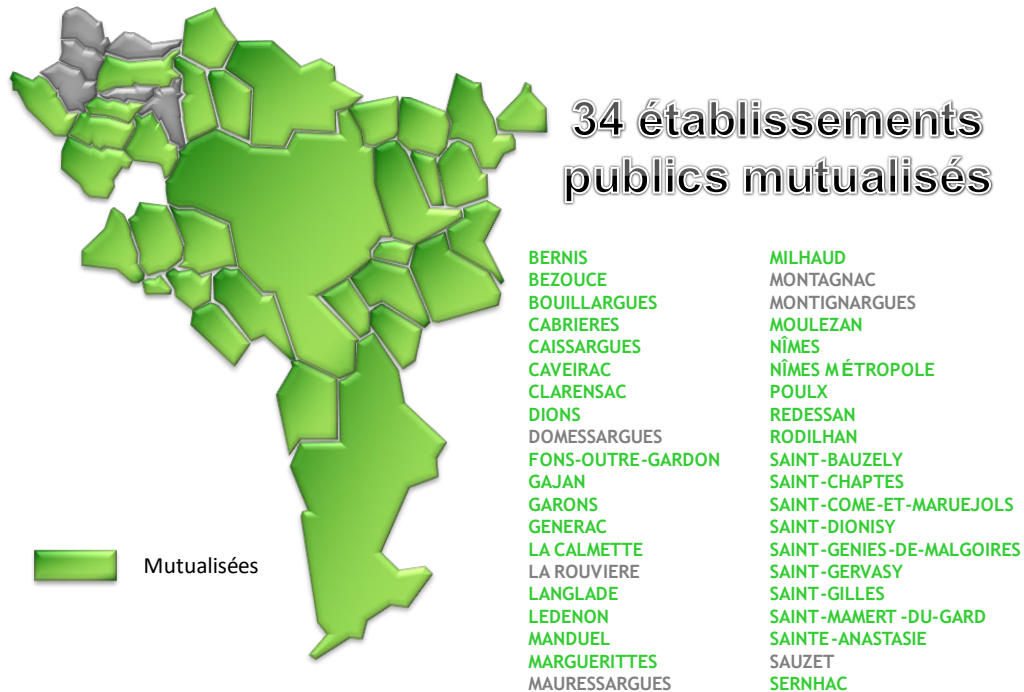 34 établissements
publics mutualisés
BERNIS
BEZOUCE
BOUILLARGUES
CABRIERES
CAISSARGUES
CAVEIRAC
CLARENSAC
DIONS
DOMESSARGUES
FONS-OUTRE-GARDON
GAJAN
GARONS
GENERAC
LA CALMETTE
LA ROUVIERE
LANGLADE
LEDENON
MANDUEL
MARGUERITTES
MAURESSARGUES
MILHAUD
MONTAGNAC
MONTIGNARGUES
MOULEZAN
NÎMES
NÎMES MÉTROPOLE
POULX
REDESSAN
RODILHAN
SAINT-BAUZELY
SAINT-CHAPTES
SAINT-COME-ET-MARUEJOLS
SAINT-DIONISY
SAINT-GENIES-DE-MALGOIRES
SAINT-GERVASY
SAINT-GILLES
SAINT-MAMERT-DU-GARD
SAINTE-ANASTASIE
SAUZET
SERNHAC
Mutualisées